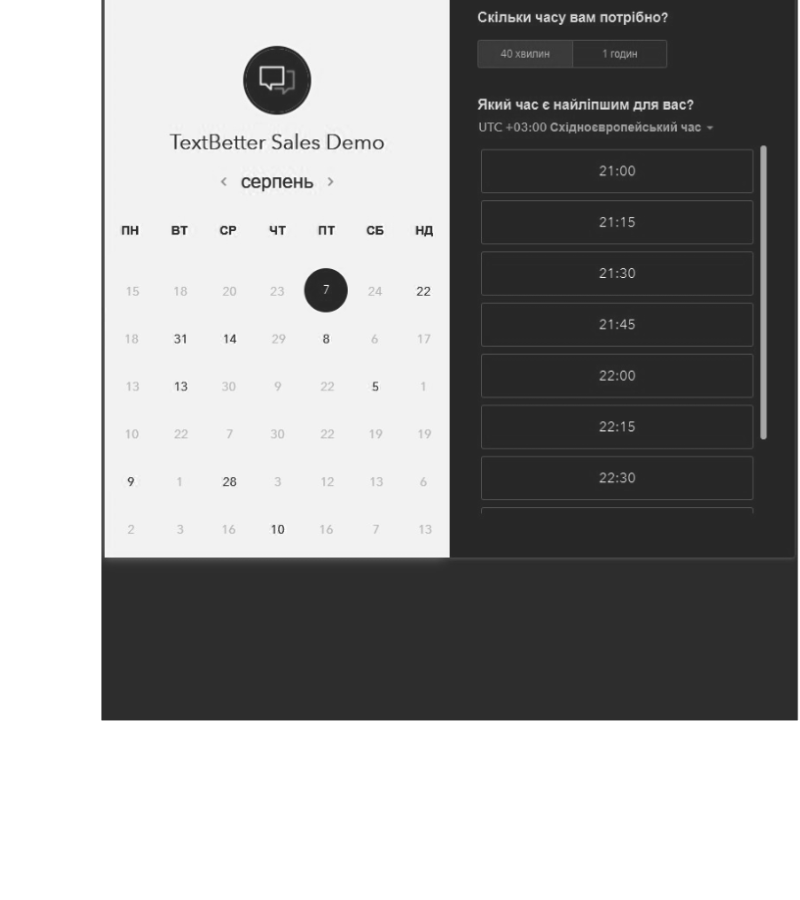 TextBetter Sales Demo
серпень
ПН ВТ СР ЧТ ПТ СБ НД
15 18 20 23 7 24 22
18 31 14 29 8 6 17
13 13 30 9 22 5 1
10 22 7 30 22 19 19
9 1 28 3 12 13 6
2 3 16 10 16 7 13
Скільки часу вам потрібно?
40 хвилин 1 годин
Який час є найліпшим для вас?
UTC +03:00 Східноєвропейський час
21:00
21:15
21:30
21:45
22:00
22:15
22:30